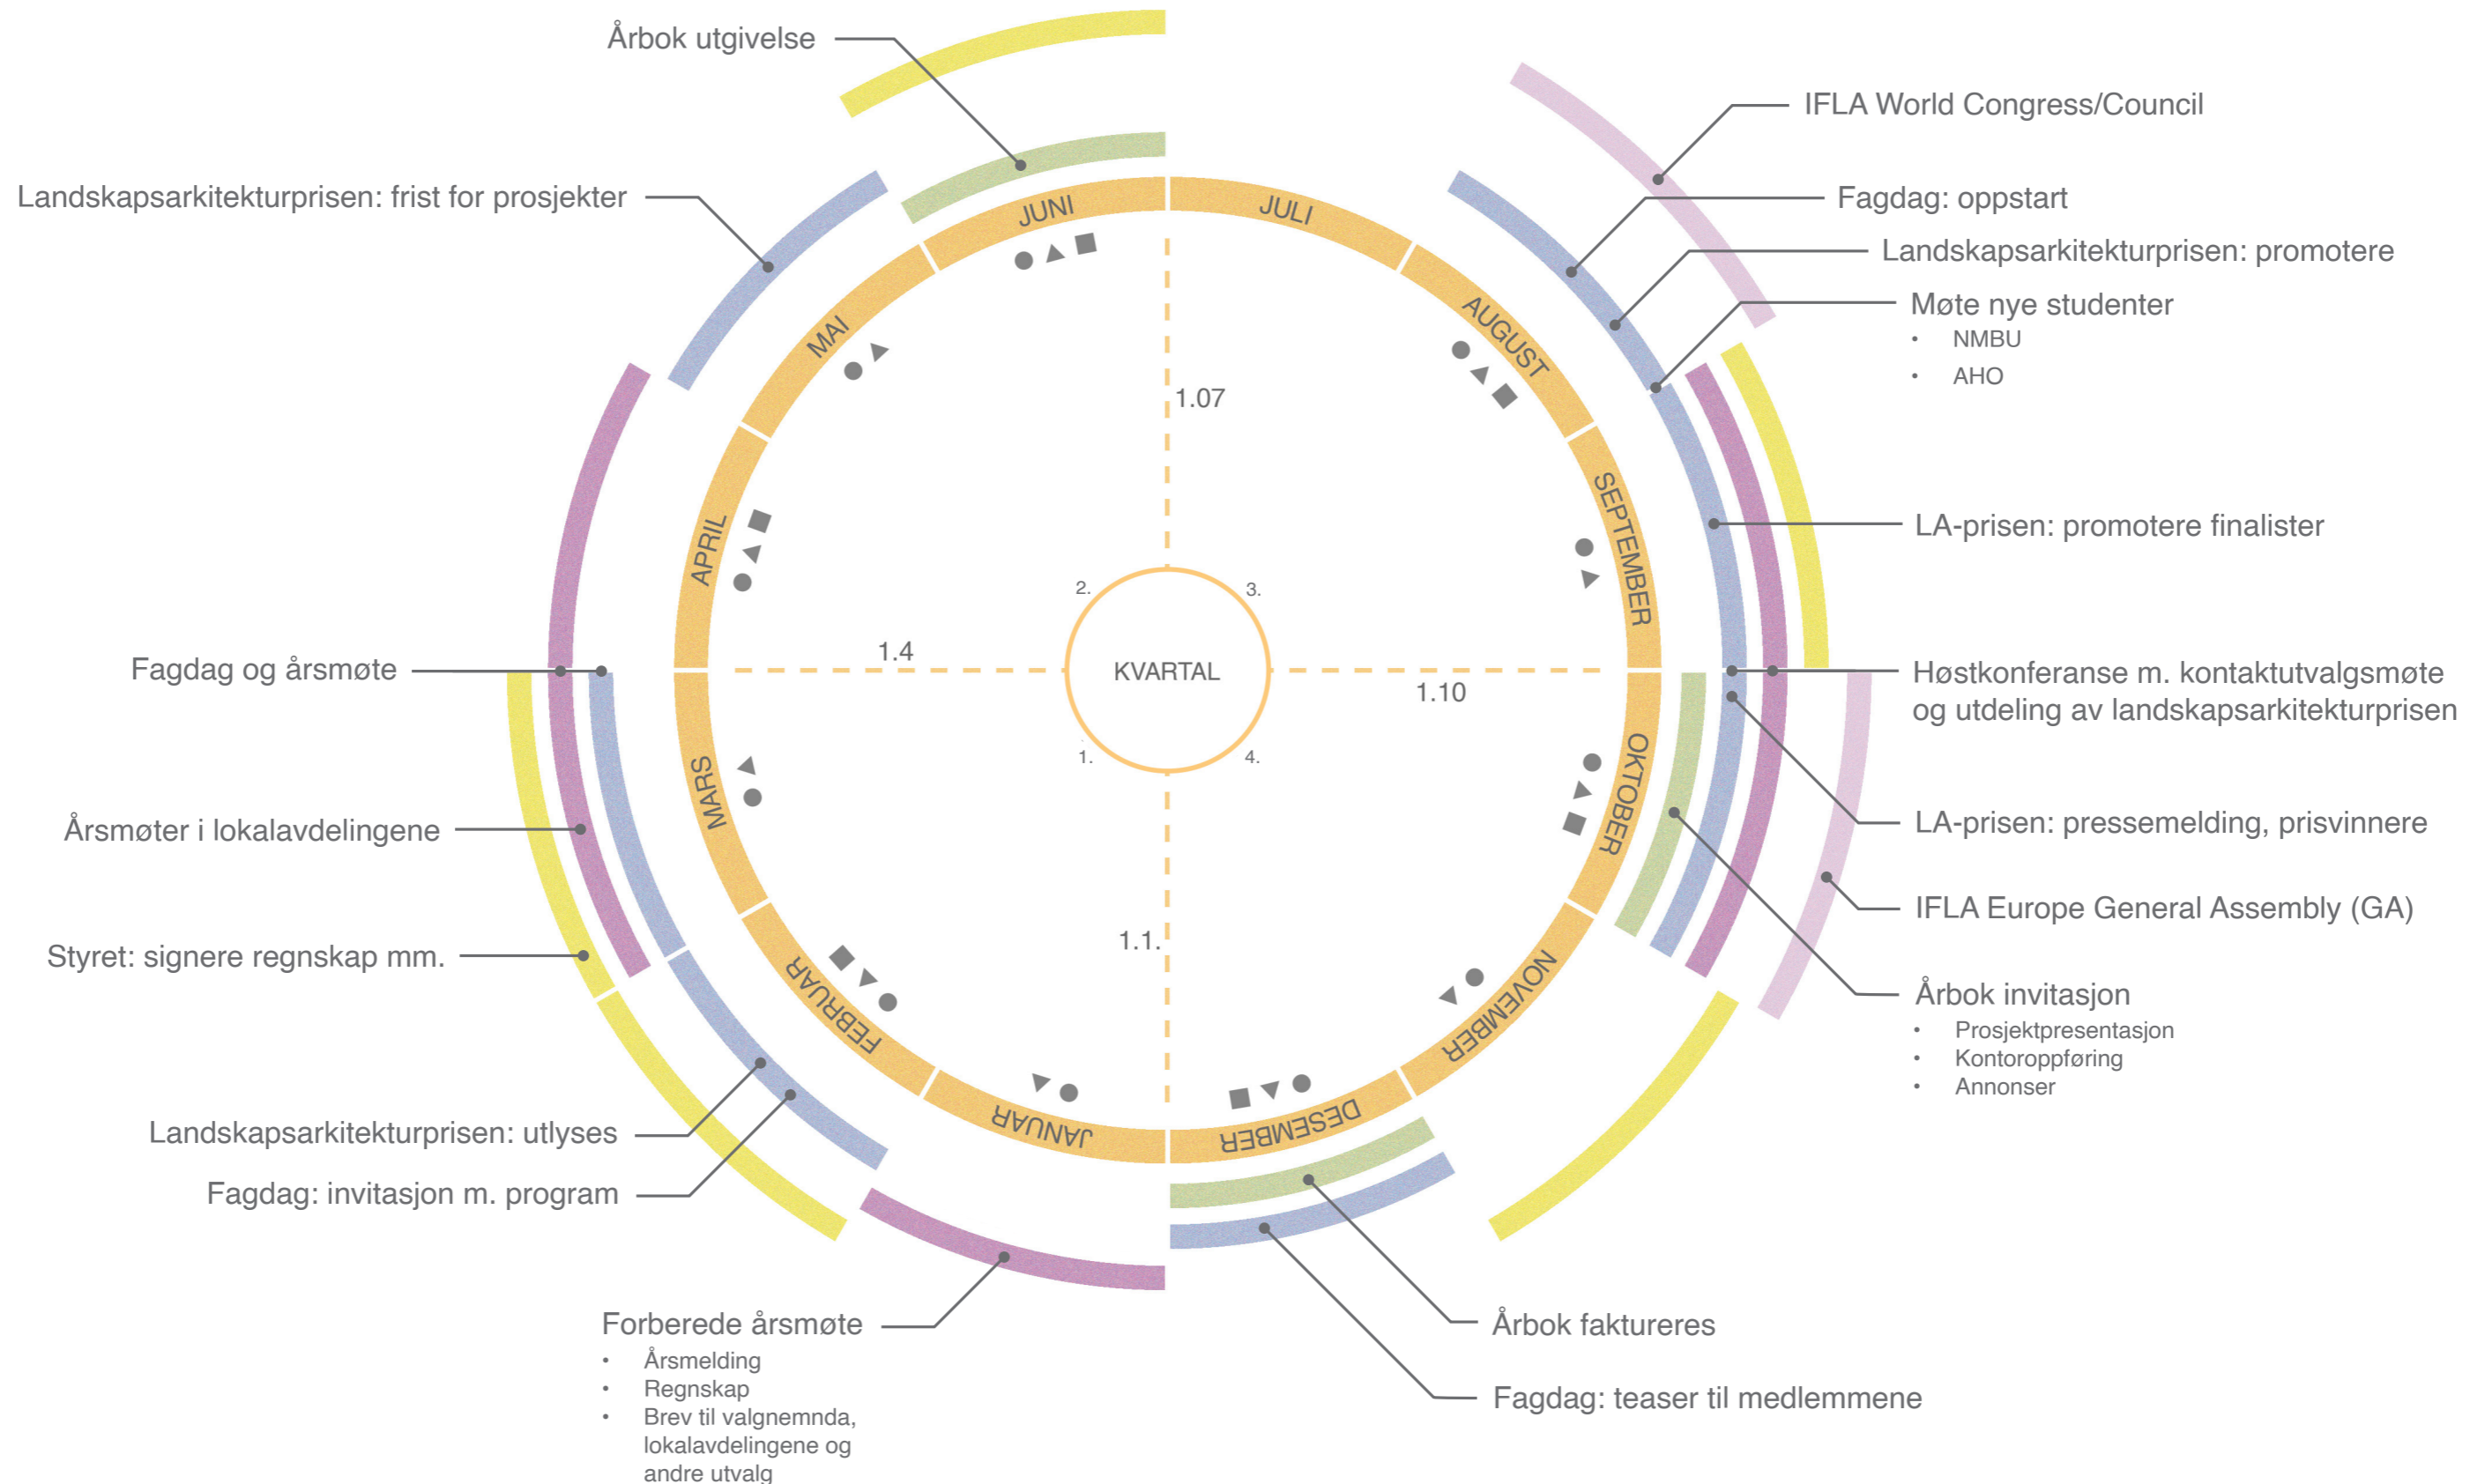 Årbok utgivelse
Landskapsarkitekturprisen: frist for prosjekter
IFLA World Congress/Council
Fagdag: oppstart
Landskapsarkitekturprisen: promotere
Møte nye studenter
• NMBU
• AHO
LA-prisen: promotere finalister
Høstkonferanse m. kontaktutvalgsmøte
og utdeling av landskapsarkitekturprisen
LA-prisen: pressemelding, prisvinnere
IFLA Europe General Assembly (GA)
Årbok invitasjon
• Prosjektpresentasjon
• Kontoroppføring
• Annonser
Årbok faktureres
Fagdag: teaser til medlemmene
Forberede årsmøte
• Årsmelding
• Regnskap
• Brev til valgnemnda,
lokalavdelingene og
andre utvalg
Fagdag: invitasjon m. program
Landskapsarkitekturprisen: utlyses
Styret: signere regnskap mm.
Årsmøter i lokalavdelingene
Fagdag og årsmøte
JANUAR
FEBRUAR
MARS
APRIL
MAI
JUNI
JULI
AUGUST
SEPTEMBER
OKTOBER
NOVEMBER
DESEMBER
1.07
1.4
1.10
1.1.
2.
3.
KVARTAL
1.
4.